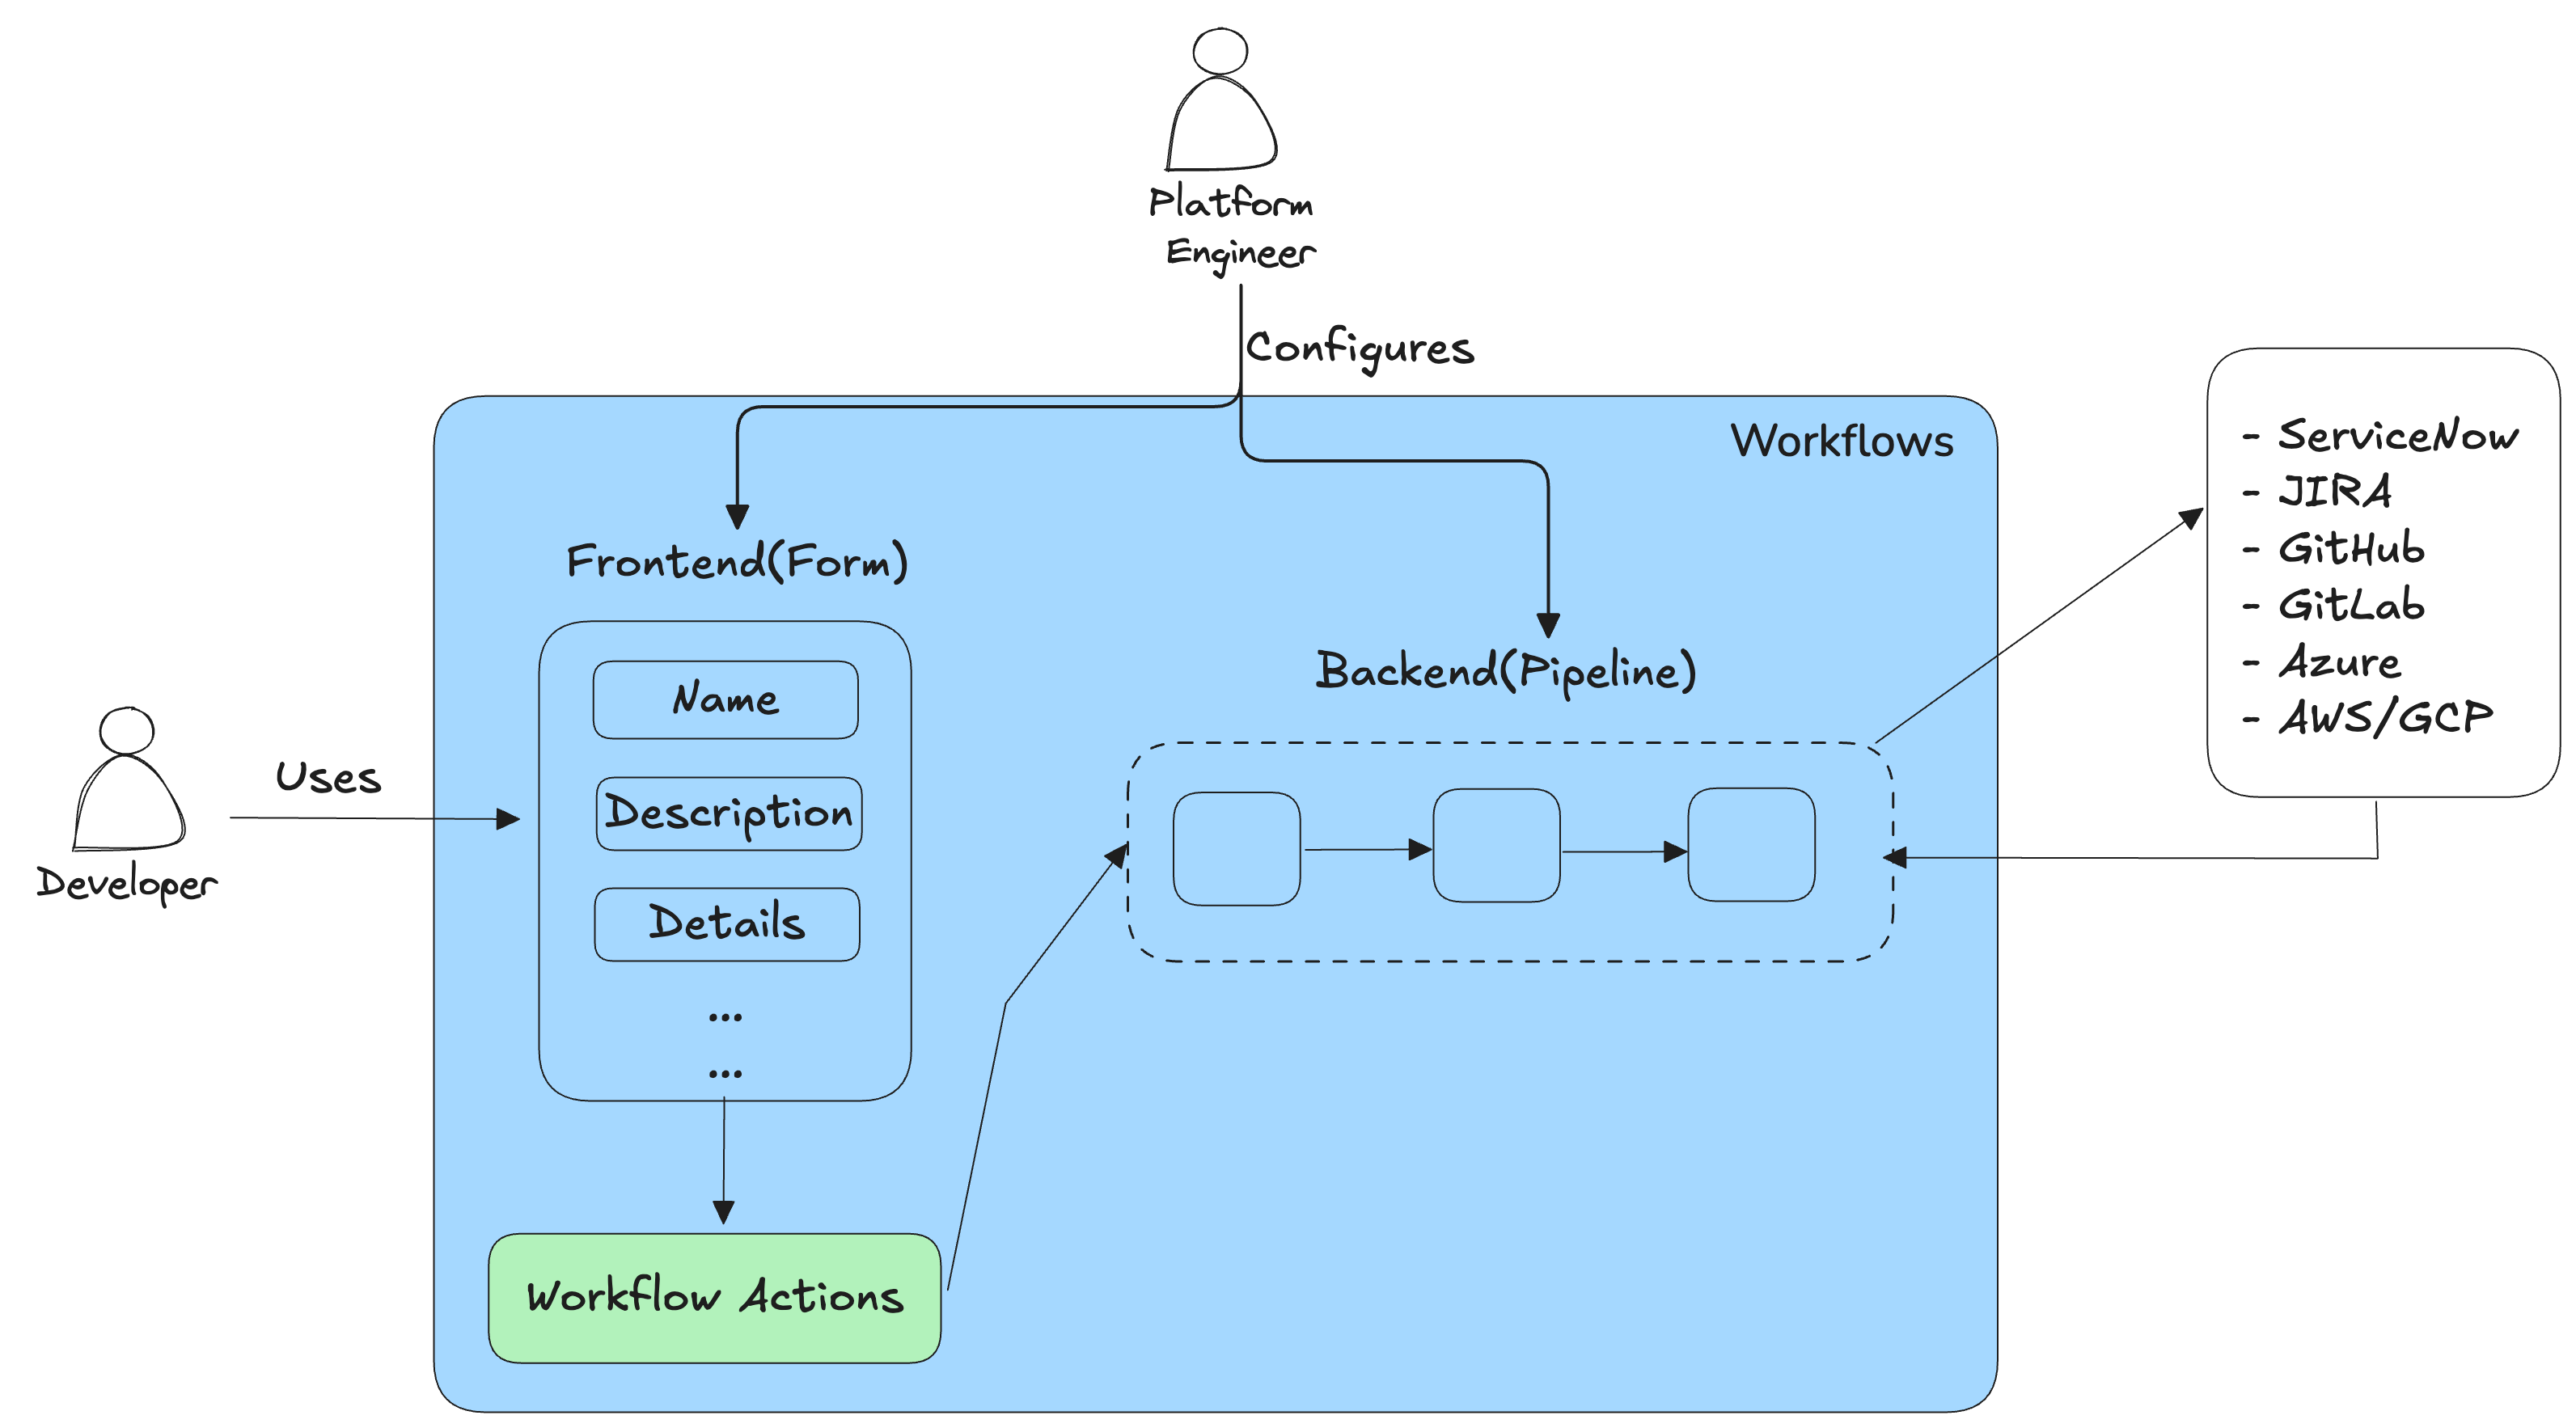 Platform
Engineer
Configures
Workflows
Frontend(Form)
Name
Description
Details
...
...
Workflow Actions
Uses
Developer
Backend(Pipeline)
- ServiceNow
- JIRA
- GitHub
- GitLab
- Azure
- AWS/GCP